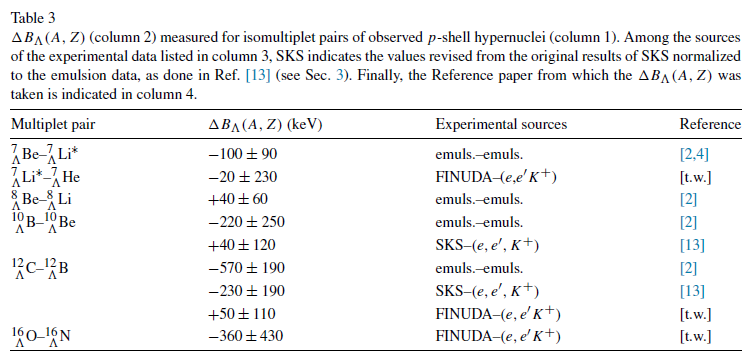 Table 3
ΔB_Λ(A, Z) (column 2) measured for isomultiplet pairs of observed p-shell hypernuclei (column 1). Among the sources
of the experimental data listed in column 3, SKS indicates the values revised from the original results of SKS normalized
to the emulsion data, as done in Ref. [13] (see Sec. 3). Finally, the Reference paper from which the ΔB_Λ(A, Z) was
taken is indicated in column 4.
Multiplet pair ΔB_Λ(A, Z) (keV) Experimental sources Reference
⁷_ΛBe–⁷_ΛLi* −100 ± 90 emuls.–emuls. [2,4]
⁷_ΛLi*–⁷_ΛHe −20 ± 230 FINUDA–(e,e′K⁺) [t.w.]
⁸_ΛBe–⁸_ΛLi +40 ± 60 emuls.–emuls. [2]
¹⁰_ΛB–¹⁰_ΛBe −220 ± 250 emuls.–emuls. [2]
+40 ± 120 SKS–(e, e′, K⁺) [13]
¹²_ΛC–¹²_ΛB −570 ± 190 emuls.–emuls. [2]
−230 ± 190 SKS–(e, e′, K⁺) [13]
+50 ± 110 FINUDA–(e, e′K⁺) [t.w.]
¹⁶_ΛO–¹⁶_ΛN −360 ± 430 FINUDA–(e, e′K⁺) [t.w.]